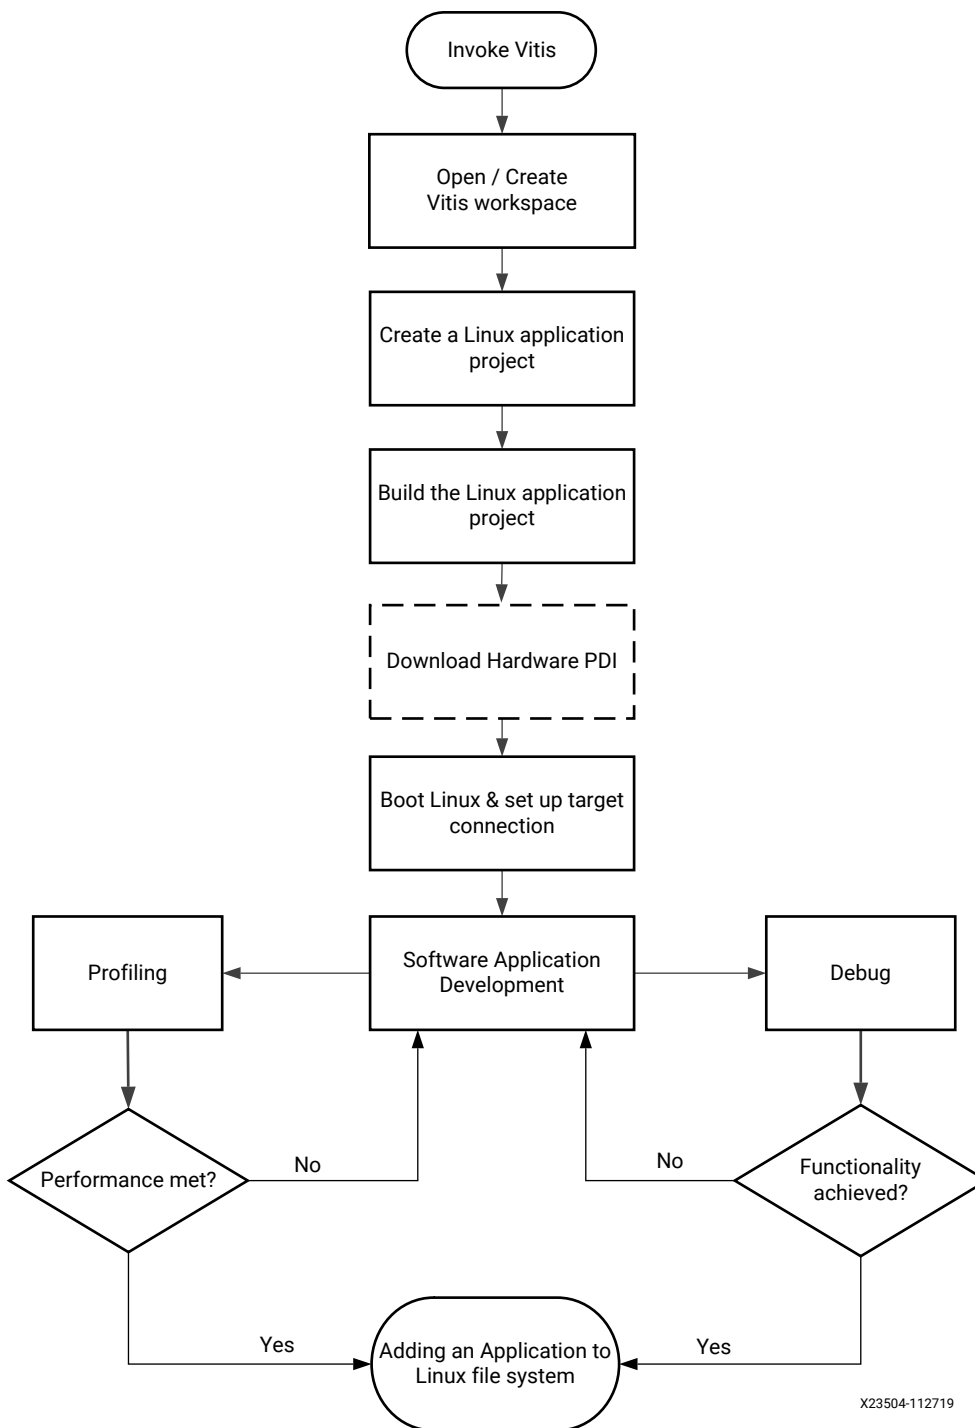 Invoke Vitis
Open / Create
Vitis workspace
Create a Linux application
project
Build the Linux application
project
Download Hardware PDI
Boot Linux & set up target
connection
Profiling
Software Application
Development
Debug
Performance met?
No
No
Functionality
achieved?
Yes
Adding an Application to
Linux file system
Yes
X23504-112719